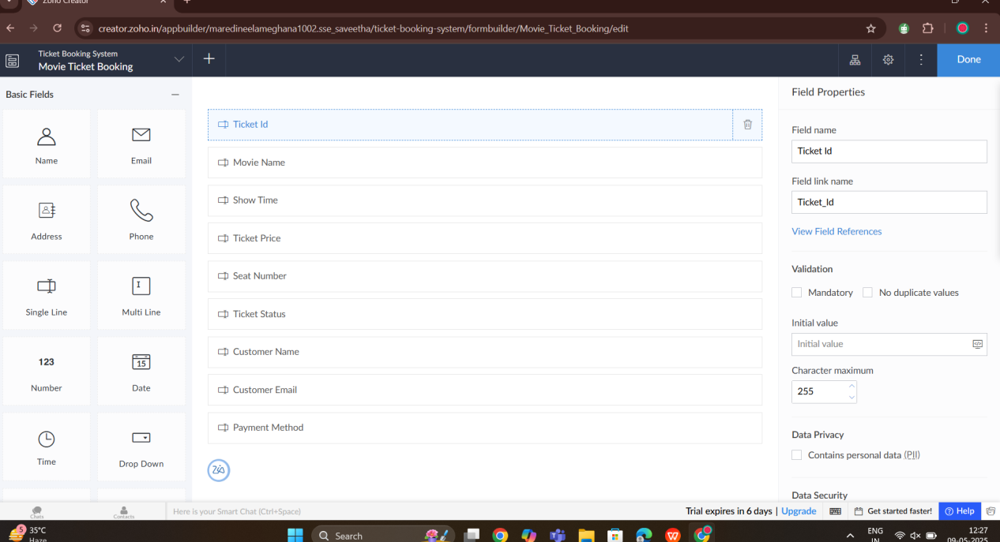 Zoho Creator
creator.zoho.in/appbuilder/maredineelameghana1002.sse_saveetha/ticket-booking-system/formbuilder/Movie_Ticket_Booking/edit
Ticket Booking System
Movie Ticket Booking
Done
Basic Fields
Name
Email
Address
Phone
Single Line
Multi Line
123
Number
15
Date
Time
Drop Down
Ticket Id
Movie Name
Show Time
Ticket Price
Seat Number
Ticket Status
Customer Name
Customer Email
Payment Method
Zia
Field Properties
Field name
Ticket Id
Field link name
Ticket_Id
View Field References
Validation
Mandatory
No duplicate values
Initial value
Initial value
Character maximum
255
Data Privacy
Contains personal data (PII)
Data Security
Chats
Contacts
Here is your Smart Chat (Ctrl+Space)
Trial expires in 6 days | Upgrade
Get started faster!
Help
5
35°C
Haze
Search
ENG
IN
12:27
09-05-2025